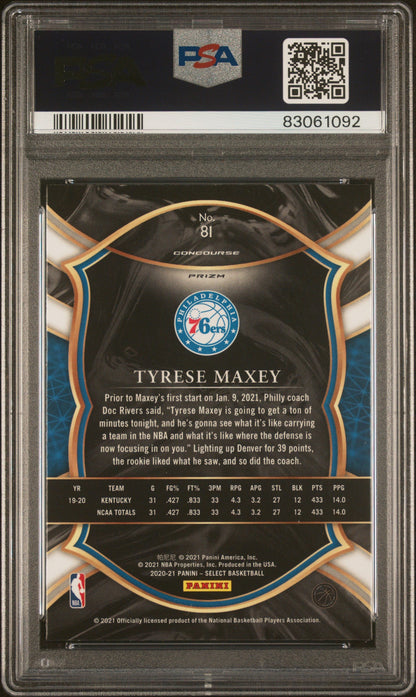 PSA
PSA
83061092
No.
81
CONCOURSE
PRIZM
PHILADELPHIA
76ers
TYRESE MAXEY
Prior to Maxey's first start on Jan. 9, 2021, Philly coach
Doc Rivers said, "Tyrese Maxey is going to get a ton of
minutes tonight, and he's gonna see what it's like carrying
a team in the NBA and what it's like where the defense is
now focusing in on you." Lighting up Denver for 39 points,
the rookie liked what he saw, and so did the coach.
YR TEAM G FG% FT% 3PM RPG APG STL BLK PTS PPG
19-20 KENTUCKY 31 .427 .833 33 4.3 3.2 27 12 433 14.0
NCAA TOTALS 31 .427 .833 33 4.3 3.2 27 12 433 14.0
帕尼尼 © 2021 Panini America, Inc.
© 2021 NBA Properties, Inc. Produced in the USA.
2020-21 PANINI – SELECT BASKETBALL
PANINI
NBA
© 2021 Officially licensed product of the National Basketball Players Association.
PSA